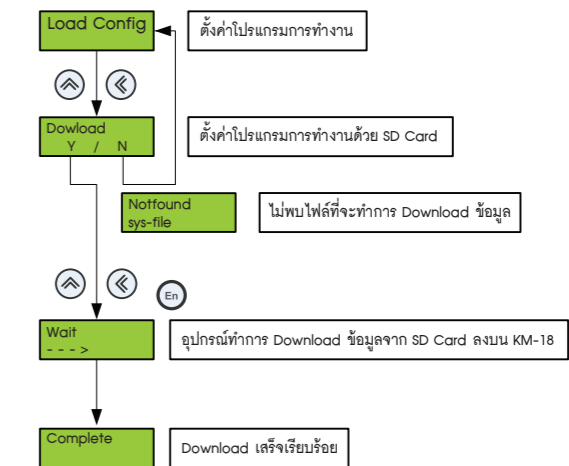 Load Config
ตั้งค่าโปรแกรมการทำงาน
Dowload
Y / N
ตั้งค่าโปรแกรมการทำงานด้วย SD Card
Notfound
sys-file
ไม่พบไฟล์ที่จะทำการ Download ข้อมูล
En
Wait
- - - >
อุปกรณ์ทำการ Download ข้อมูลจาก SD Card ลงบน KM-18
Complete
Download เสร็จเรียบร้อย